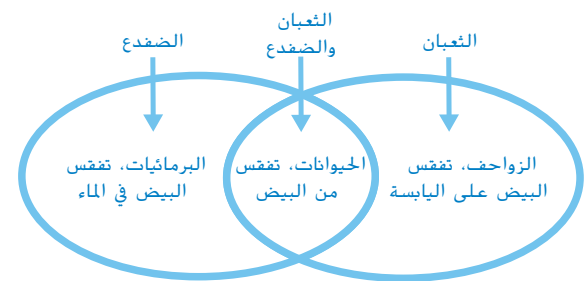 الثعبان
الثعبان
والضفدع
الضفدع
الزواحف، تفقس
البيض على اليابسة
الحيوانات، تفقس
من البيض
البرمائيات، تفقس
البيض في الماء